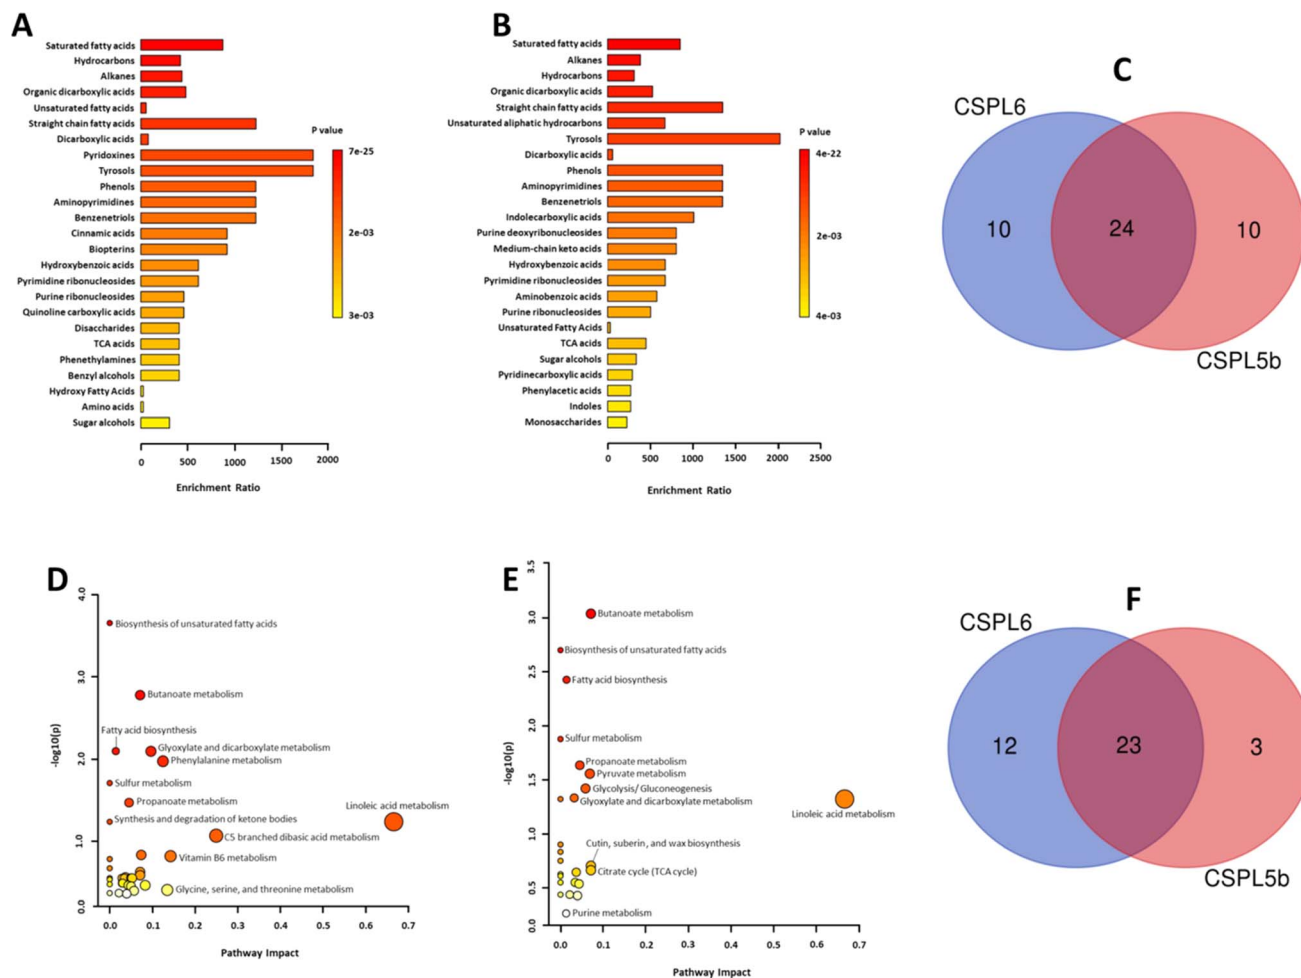 A
Saturated fatty acids
Hydrocarbons
Alkanes
Organic dicarboxylic acids
Unsaturated fatty acids
Straight chain fatty acids
Dicarboxylic acids
Pyridoxines
Tyrosols
Phenols
Aminopyrimidines
Benzenetriols
Cinnamic acids
Biopterins
Hydroxybenzoic acids
Pyrimidine ribonucleosides
Purine ribonucleosides
Quinoline carboxylic acids
Disaccharides
TCA acids
Phenethylamines
Benzyl alcohols
Hydroxy Fatty Acids
Amino acids
Sugar alcohols
0 500 1000 1500 2000
Enrichment Ratio
P value
7e-25
2e-03
3e-03
B
Saturated fatty acids
Alkanes
Hydrocarbons
Organic dicarboxylic acids
Straight chain fatty acids
Unsaturated aliphatic hydrocarbons
Tyrosols
Dicarboxylic acids
Phenols
Aminopyrimidines
Benzenetriols
Indolecarboxylic acids
Purine deoxyribonucleosides
Medium-chain keto acids
Hydroxybenzoic acids
Pyrimidine ribonucleosides
Aminobenzoic acids
Purine ribonucleosides
Unsaturated Fatty Acids
TCA acids
Sugar alcohols
Pyridinecarboxylic acids
Phenylacetic acids
Indoles
Monosaccharides
0 500 1000 1500 2000 2500
Enrichment Ratio
P value
4e-22
2e-03
4e-03
C
CSPL6
10 24 10
CSPL5b
D
4.0
3.0
2.0
1.0
0.0
-log10(p)
Biosynthesis of unsaturated fatty acids
Butanoate metabolism
Fatty acid biosynthesis
Glyoxylate and dicarboxylate metabolism
Phenylalanine metabolism
Sulfur metabolism
Propanoate metabolism
Linoleic acid metabolism
Synthesis and degradation of ketone bodies
C5 branched dibasic acid metabolism
Vitamin B6 metabolism
Glycine, serine, and threonine metabolism
0.0 0.1 0.2 0.3 0.4 0.5 0.6 0.7
Pathway Impact
E
3.5
3.0
2.5
2.0
1.5
1.0
0.5
0.0
-log10(p)
Butanoate metabolism
Biosynthesis of unsaturated fatty acids
Fatty acid biosynthesis
Sulfur metabolism
Propanoate metabolism
Pyruvate metabolism
Glycolysis/ Gluconeogenesis
Glyoxylate and dicarboxylate metabolism
Linoleic acid metabolism
Cutin, suberin, and wax biosynthesis
Citrate cycle (TCA cycle)
Purine metabolism
0.0 0.1 0.2 0.3 0.4 0.5 0.6 0.7
Pathway Impact
F
CSPL6
12 23 3
CSPL5b